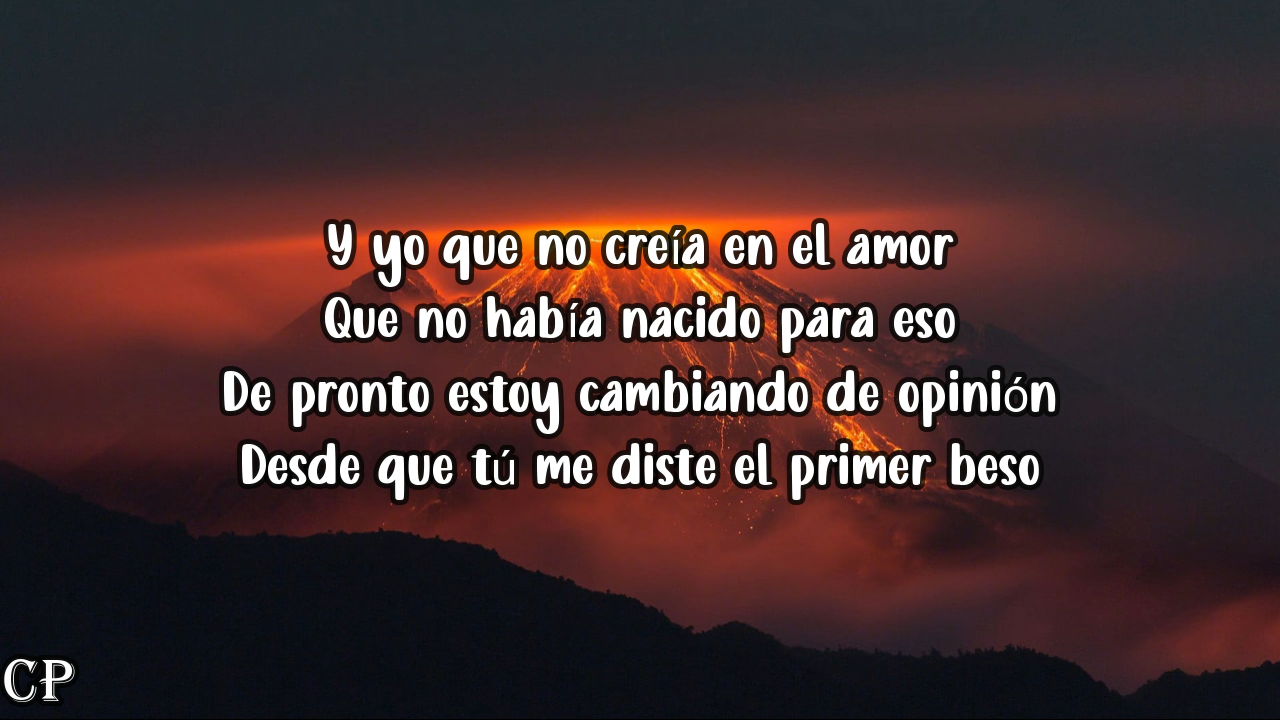 Y yo que no creía en el amor
Que no había nacido para eso
De pronto estoy cambiando de opinión
Desde que tú me diste el primer beso
CP